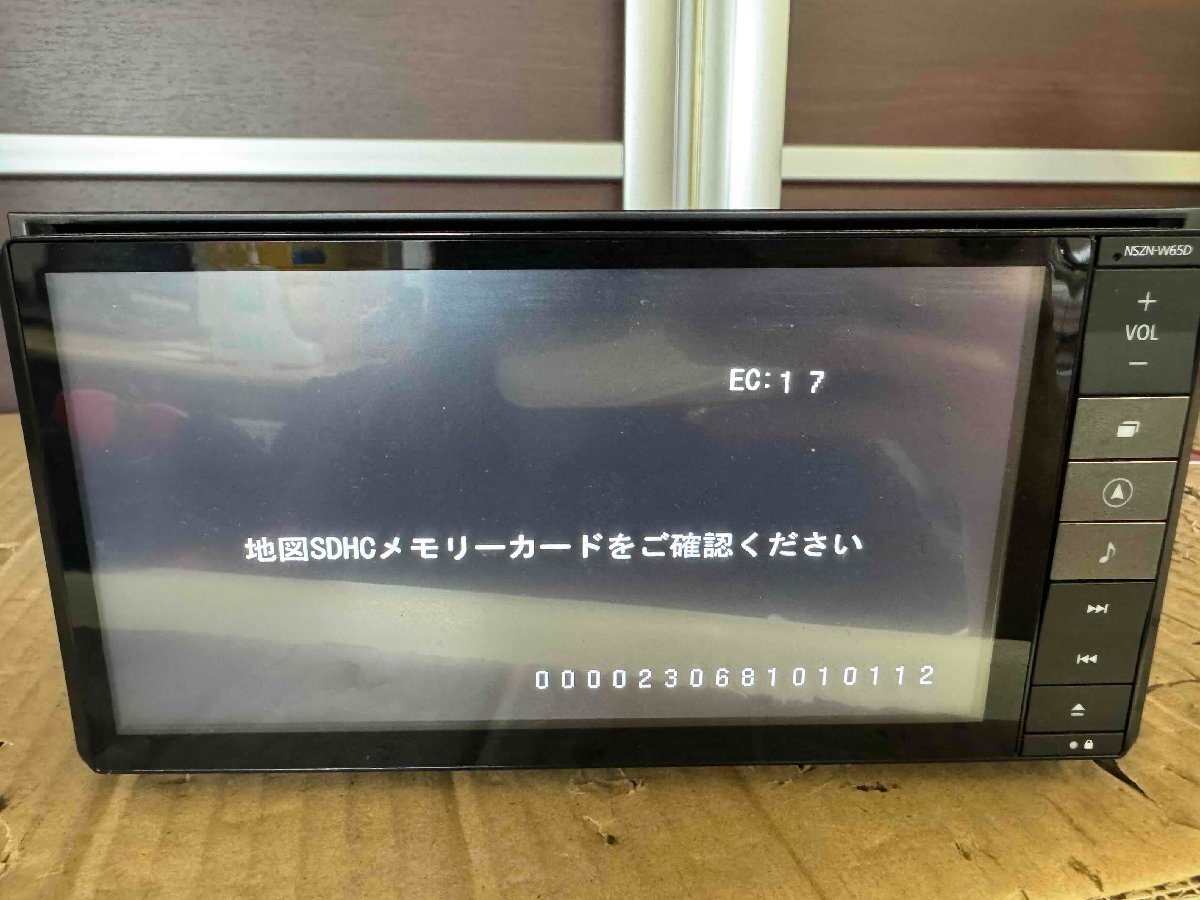 NSZN-W65D
+
VOL
−
EC:17
地図SDHCメモリーカードをご確認ください
0000230681010112